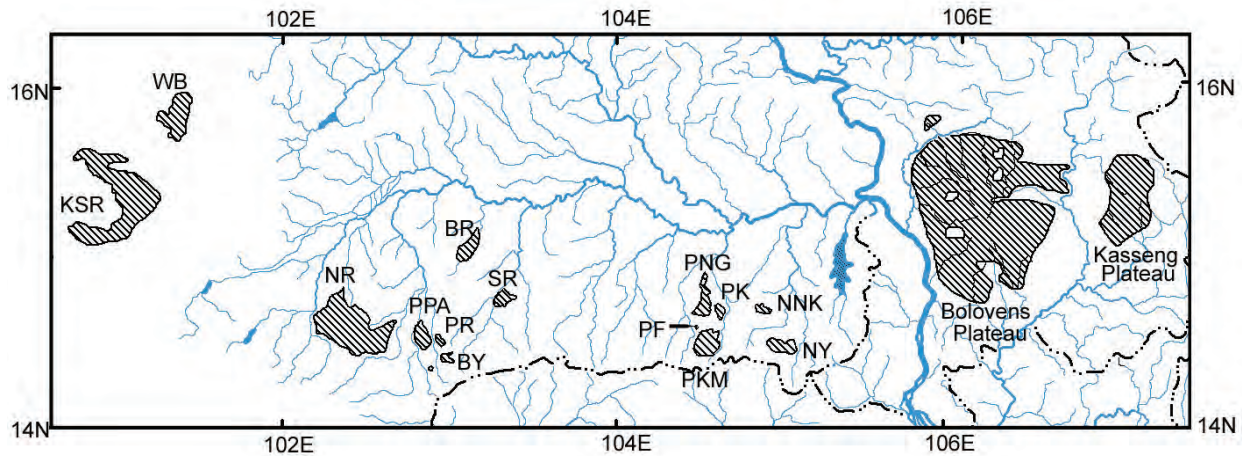 102E 104E 106E
16N 16N
WB
KSR
BR
NR
PPA
PR
BY
SR
PNG
PK
NNK
PF
NY
PKM
Bolovens
Plateau
Kasseng
Plateau
14N 14N
102E 104E 106E